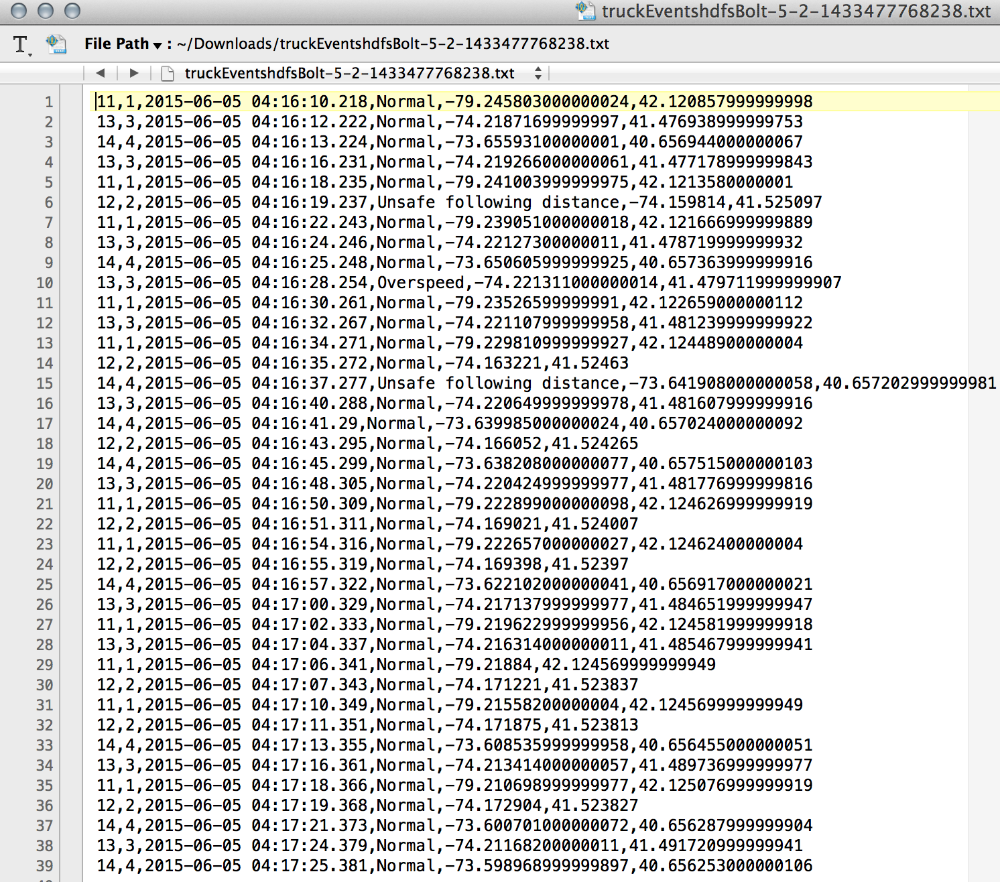 truckEventshdfsBolt-5-2-1433477768238.txt
T File Path : ~/Downloads/truckEventshdfsBolt-5-2-1433477768238.txt
truckEventshdfsBolt-5-2-1433477768238.txt
1 11,1,2015-06-05 04:16:10.218,Normal,-79.245803000000024,42.120857999999998
2 13,3,2015-06-05 04:16:12.222,Normal,-74.21871699999997,41.476938999999753
3 14,4,2015-06-05 04:16:13.224,Normal,-73.65593100000001,40.656944000000067
4 13,3,2015-06-05 04:16:16.231,Normal,-74.219266000000061,41.477178999999843
5 11,1,2015-06-05 04:16:18.235,Normal,-79.241003999999975,42.1213580000001
6 12,2,2015-06-05 04:16:19.237,Unsafe following distance,-74.159814,41.525097
7 11,1,2015-06-05 04:16:22.243,Normal,-79.239051000000018,42.121666999999889
8 13,3,2015-06-05 04:16:24.246,Normal,-74.22127300000011,41.478719999999932
9 14,4,2015-06-05 04:16:25.248,Normal,-73.650605999999925,40.657363999999916
10 13,3,2015-06-05 04:16:28.254,Overspeed,-74.221311000000014,41.479711999999907
11 11,1,2015-06-05 04:16:30.261,Normal,-79.23526599999991,42.122659000000112
12 13,3,2015-06-05 04:16:32.267,Normal,-74.221107999999958,41.481239999999922
13 11,1,2015-06-05 04:16:34.271,Normal,-79.229810999999927,42.12448900000004
14 12,2,2015-06-05 04:16:35.272,Normal,-74.163221,41.52463
15 14,4,2015-06-05 04:16:37.277,Unsafe following distance,-73.641908000000058,40.657202999999981
16 13,3,2015-06-05 04:16:40.288,Normal,-74.220649999999978,41.481607999999916
17 14,4,2015-06-05 04:16:41.29,Normal,-73.639985000000024,40.657024000000092
18 12,2,2015-06-05 04:16:43.295,Normal,-74.166052,41.524265
19 14,4,2015-06-05 04:16:45.299,Normal,-73.638208000000077,40.657515000000103
20 13,3,2015-06-05 04:16:48.305,Normal,-74.220424999999977,41.481776999999816
21 11,1,2015-06-05 04:16:50.309,Normal,-79.222899000000098,42.124626999999919
22 12,2,2015-06-05 04:16:51.311,Normal,-74.169021,41.524007
23 11,1,2015-06-05 04:16:54.316,Normal,-79.222657000000027,42.12462400000004
24 12,2,2015-06-05 04:16:55.319,Normal,-74.169398,41.52397
25 14,4,2015-06-05 04:16:57.322,Normal,-73.622102000000041,40.656917000000021
26 13,3,2015-06-05 04:17:00.329,Normal,-74.217137999999977,41.484651999999947
27 11,1,2015-06-05 04:17:02.333,Normal,-79.219622999999956,42.124581999999918
28 13,3,2015-06-05 04:17:04.337,Normal,-74.216314000000011,41.485467999999941
29 11,1,2015-06-05 04:17:06.341,Normal,-79.21884,42.124569999999949
30 12,2,2015-06-05 04:17:07.343,Normal,-74.171221,41.523837
31 11,1,2015-06-05 04:17:10.349,Normal,-79.21558200000004,42.124569999999949
32 12,2,2015-06-05 04:17:11.351,Normal,-74.171875,41.523813
33 14,4,2015-06-05 04:17:13.355,Normal,-73.608535999999958,40.656455000000051
34 13,3,2015-06-05 04:17:16.361,Normal,-74.213414000000057,41.489736999999977
35 11,1,2015-06-05 04:17:18.366,Normal,-79.210698999999977,42.125076999999919
36 12,2,2015-06-05 04:17:19.368,Normal,-74.172904,41.523827
37 14,4,2015-06-05 04:17:21.373,Normal,-73.600701000000072,40.656287999999904
38 13,3,2015-06-05 04:17:24.379,Normal,-74.21168200000011,41.491720999999941
39 14,4,2015-06-05 04:17:25.381,Normal,-73.598968999999897,40.656253000000106